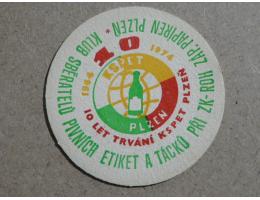 KLUB SBĚRATELŮ PIVNÍCH ETIKET A TÁCKŮ PŘI ZK-ROH ZÁP. PAPÍREN PLZEŇ *
10
1964 1974
KSPET
PLZEŇ
10 LET TRVÁNÍ KSPET PLZEŇ